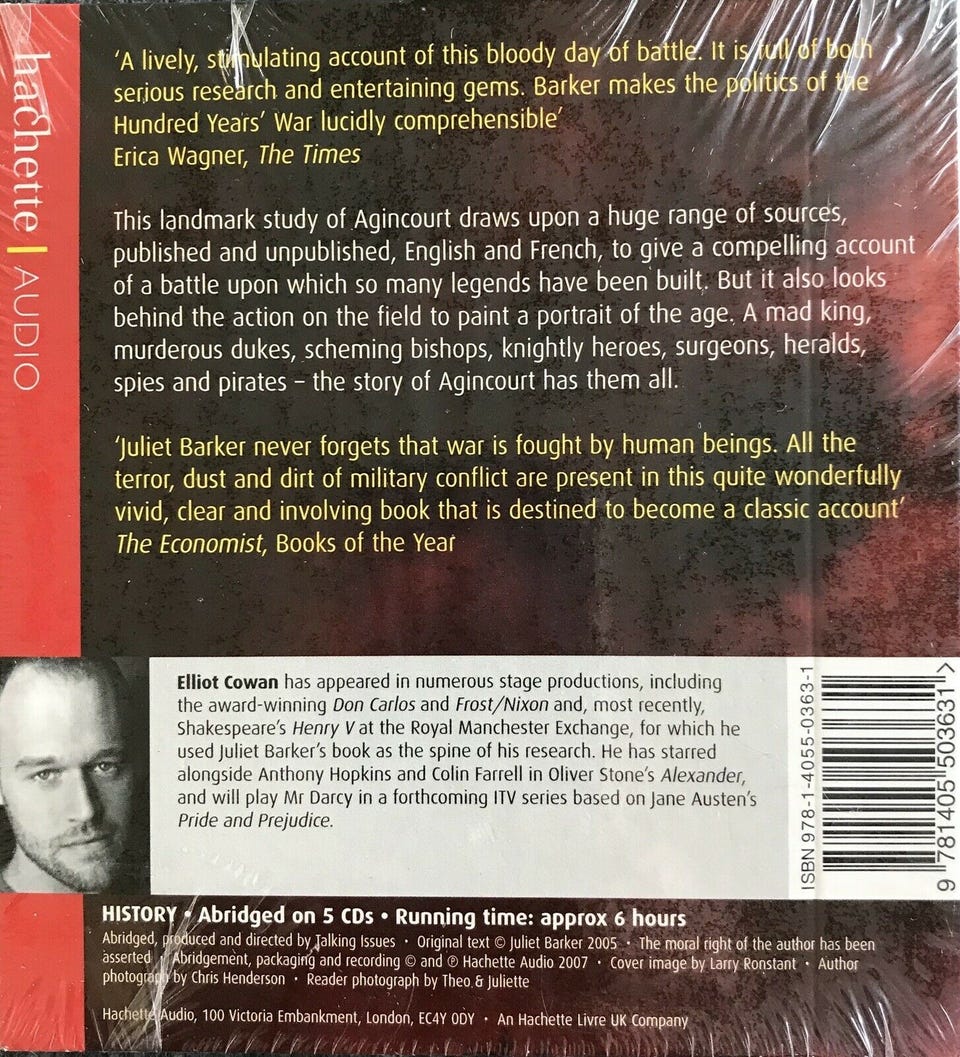 hachette | AUDIO
‘A lively, stimulating account of this bloody day of battle. It is full of both
serious research and entertaining gems. Barker makes the politics of the
Hundred Years’ War lucidly comprehensible’
Erica Wagner, The Times
This landmark study of Agincourt draws upon a huge range of sources,
published and unpublished, English and French, to give a compelling account
of a battle upon which so many legends have been built. But it also looks
behind the action on the field to paint a portrait of the age. A mad king,
murderous dukes, scheming bishops, knightly heroes, surgeons, heralds,
spies and pirates – the story of Agincourt has them all.
‘Juliet Barker never forgets that war is fought by human beings. All the
terror, dust and dirt of military conflict are present in this quite wonderfully
vivid, clear and involving book that is destined to become a classic account’
The Economist, Books of the Year
Elliot Cowan has appeared in numerous stage productions, including
the award-winning Don Carlos and Frost/Nixon and, most recently,
Shakespeare’s Henry V at the Royal Manchester Exchange, for which he
used Juliet Barker’s book as the spine of his research. He has starred
alongside Anthony Hopkins and Colin Farrell in Oliver Stone’s Alexander,
and will play Mr Darcy in a forthcoming ITV series based on Jane Austen’s
Pride and Prejudice.
ISBN 978-1-4055-0363-1
9 781405 503631 >
HISTORY • Abridged on 5 CDs • Running time: approx 6 hours
Abridged, produced and directed by Talking Issues • Original text © Juliet Barker 2005 • The moral right of the author has been
asserted • Abridgement, packaging and recording © and ℗ Hachette Audio 2007 • Cover image by Larry Ronstant • Author
photograph by Chris Henderson • Reader photograph by Theo & Juliette
Hachette Audio, 100 Victoria Embankment, London, EC4Y 0DY • An Hachette Livre UK Company